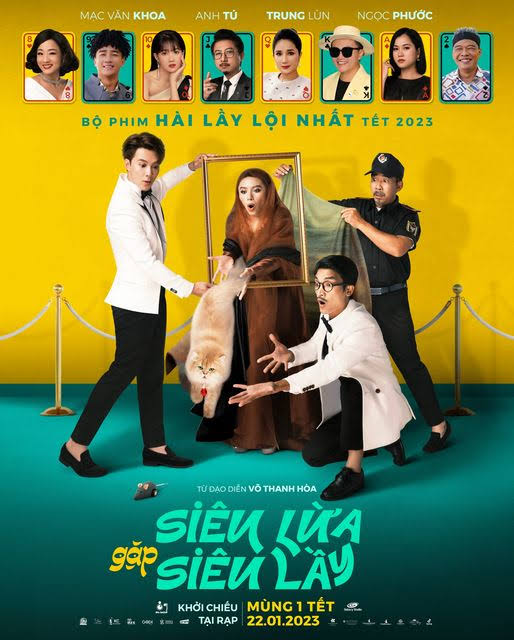 MẠC VĂN KHOA ANH TÚ TRUNG LÙN NGỌC PHƯỚC
BỘ PHIM HÀI LẦY LỘI NHẤT TẾT 2023
TỪ ĐẠO DIỄN VÕ THANH HÒA
SIÊU LỪA
gặp
SIÊU LẦY
KHỞI CHIẾU TẠI RẠP
MÙNG 1 TẾT
22.01.2023